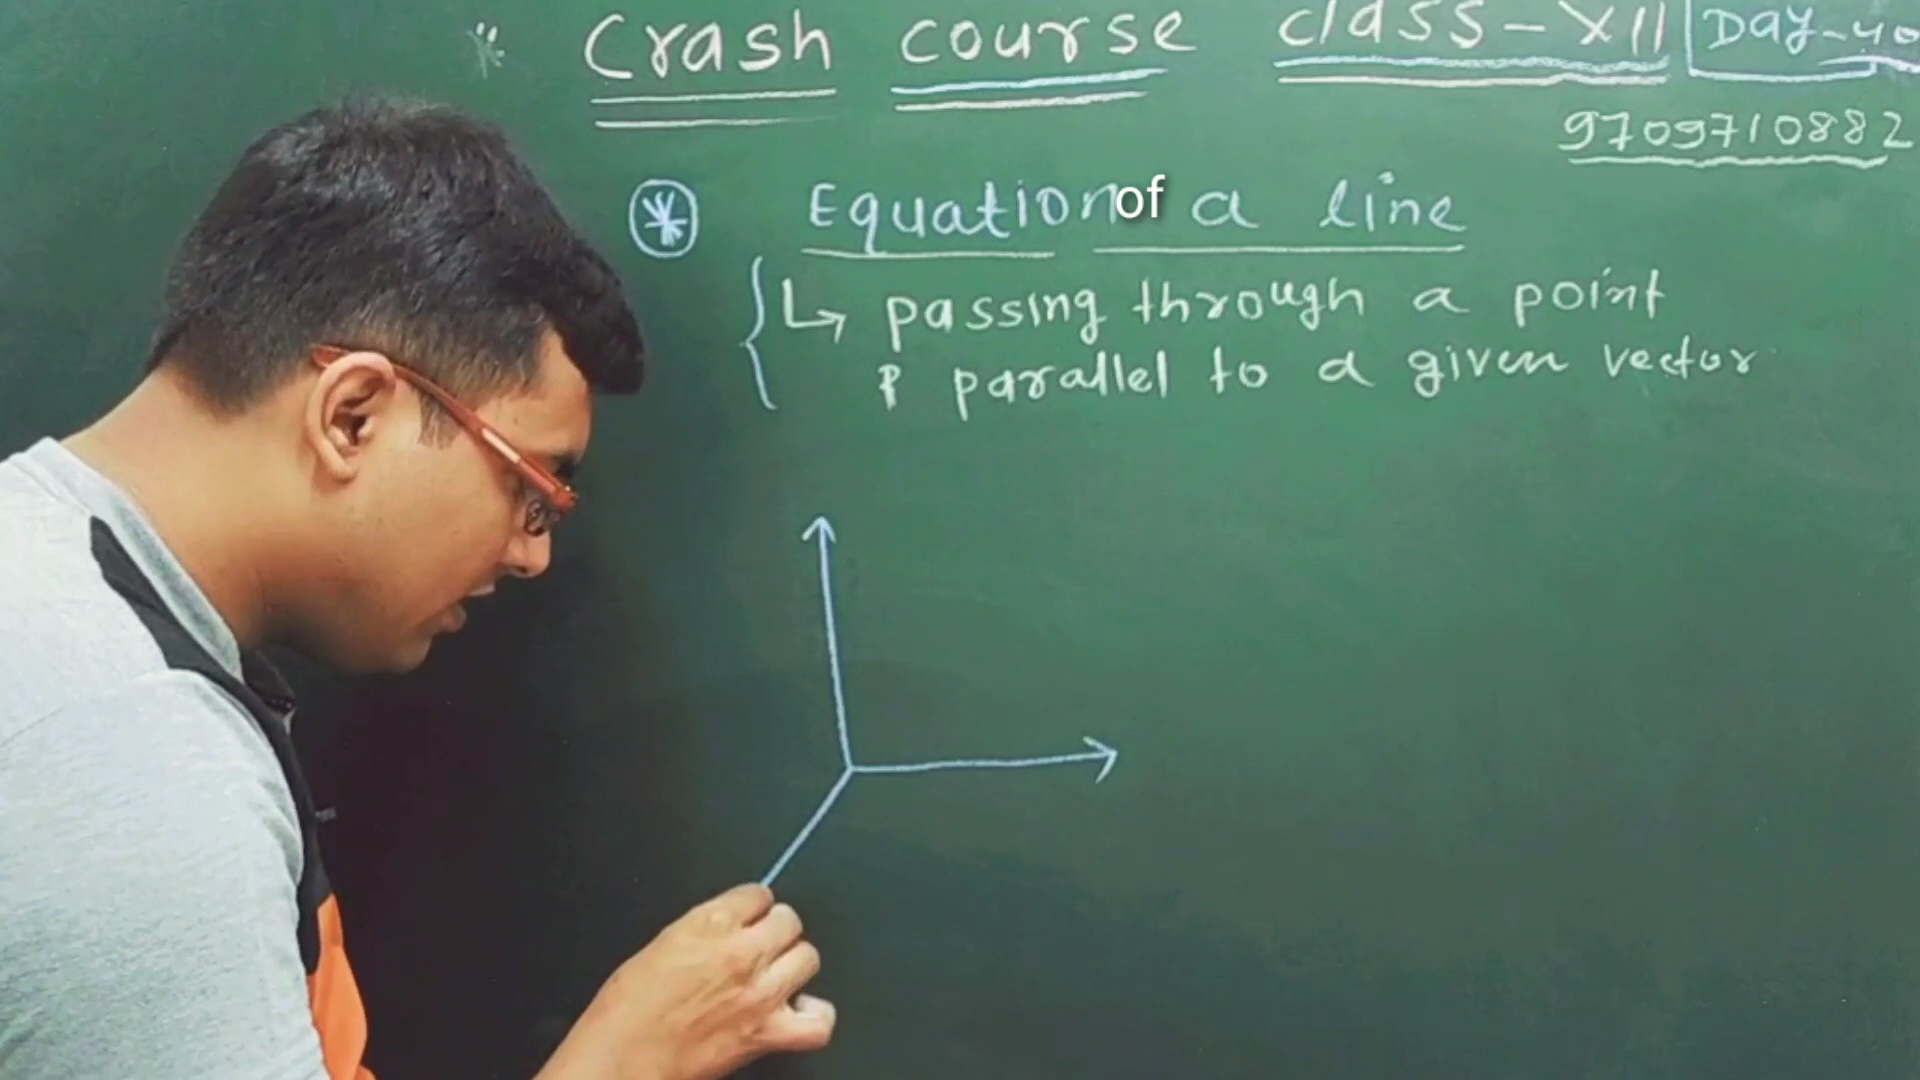 * Crash course class-XII Day-40
9709710882
* Equation of a line
↳ passing through a point
& parallel to a given vector